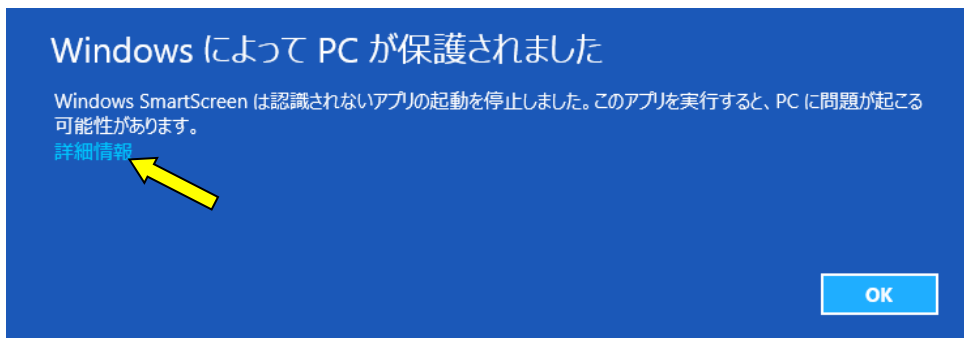 Windows によって PC が保護されました
Windows SmartScreen は認識されないアプリの起動を停止しました。このアプリを実行すると、PC に問題が起こる
可能性があります。
詳細情報
OK